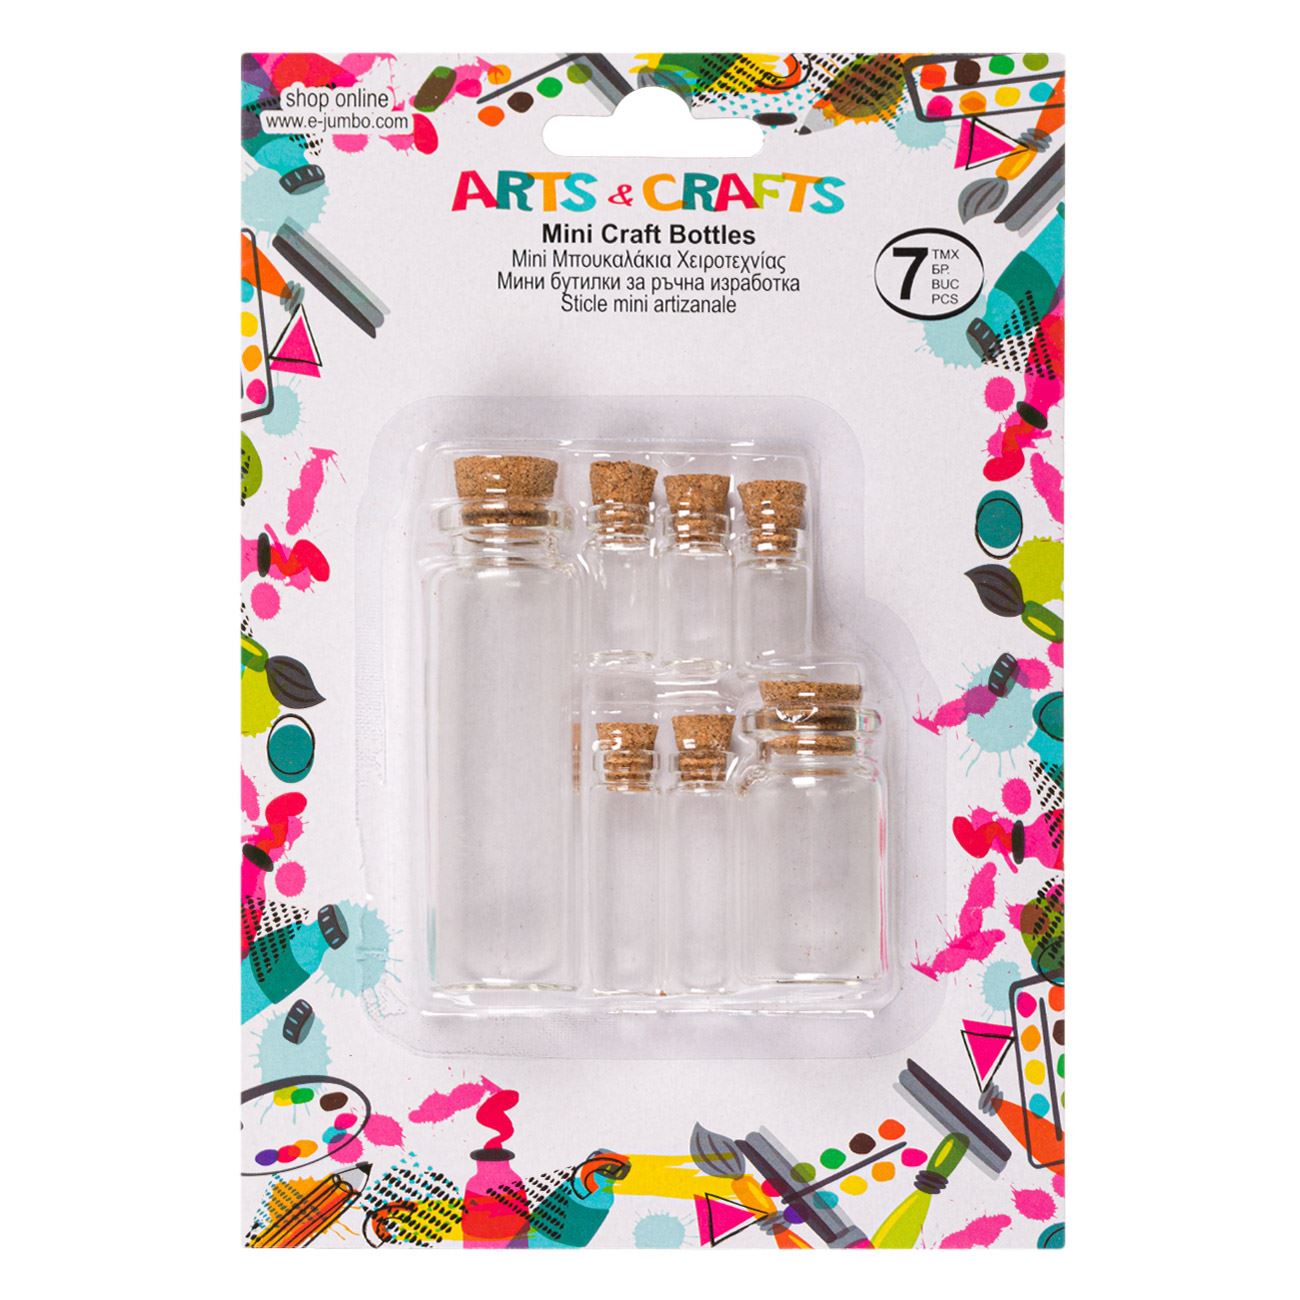 shop online
www.e-jumbo.com
ARTS & CRAFTS
Mini Craft Bottles
Mini Μπουκαλάκια Χειροτεχνίας
Мини бутилки за ръчна изработка
Sticle mini artizanale
7
ΤΜΧ
БР.
BUC
PCS